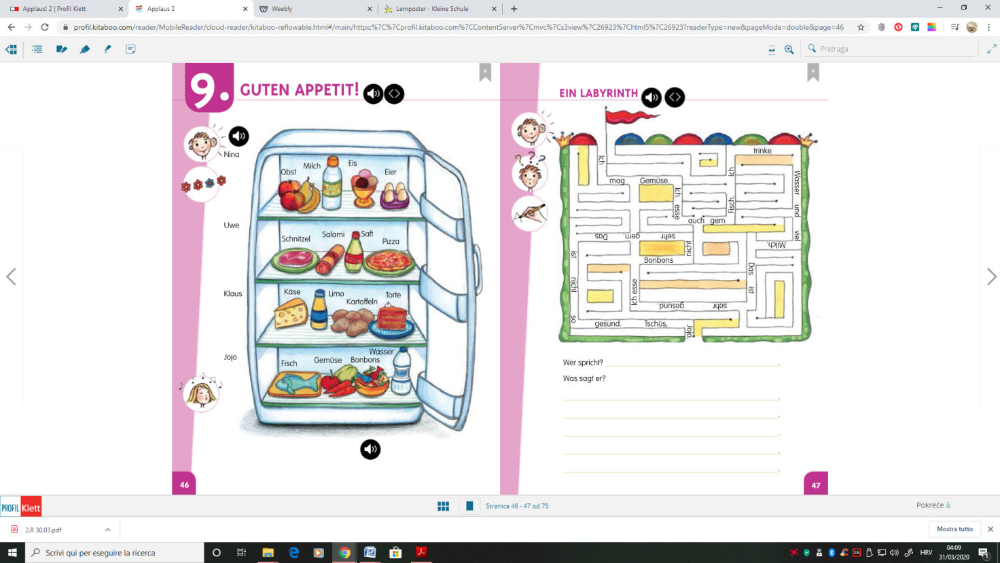 Applaus! 2 | Profil Klett
Applaus 2
Weebly
Lernposter - Kleine Schule
profil.kitaboo.com/reader/MobileReader/cloud-reader/kitaboo-reflowable.html#/main/https;%7C%7Cprofil.kitaboo.com%7CContentServer%7Cmvc%7Cs3view%7C26923%7Chtml5%7C26923?readerType=new&pageMode=double&page=46
Pretraga
9. GUTEN APPETIT!
Nina
Obst Milch Eis Eier
Uwe
Schnitzel Salami Saft Pizza
Klaus
Käse Limo Kartoffeln Torte
Jojo
Fisch Gemüse Bonbons Wasser
46
EIN LABYRINTH
Ich
mag Gemüse.
Ich esse
auch gern
Fisch.
Ich
trinke
Wasser und viel
Milch.
Das ist
sehr gesund.
Ich esse
Bonbons
nicht
sehr gern. Das
ist nicht so
gesund. Tschüs,
Jojo.
Wer spricht? .
Was sagt er?
.
.
.
.
.
47
PROFIL Klett
Stranica 46 - 47 od 75
Pokreće
2.R 30.03.pdf
Mostra tutto
Scrivi qui per eseguire la ricerca
HRV
04:09
31/03/2020
1